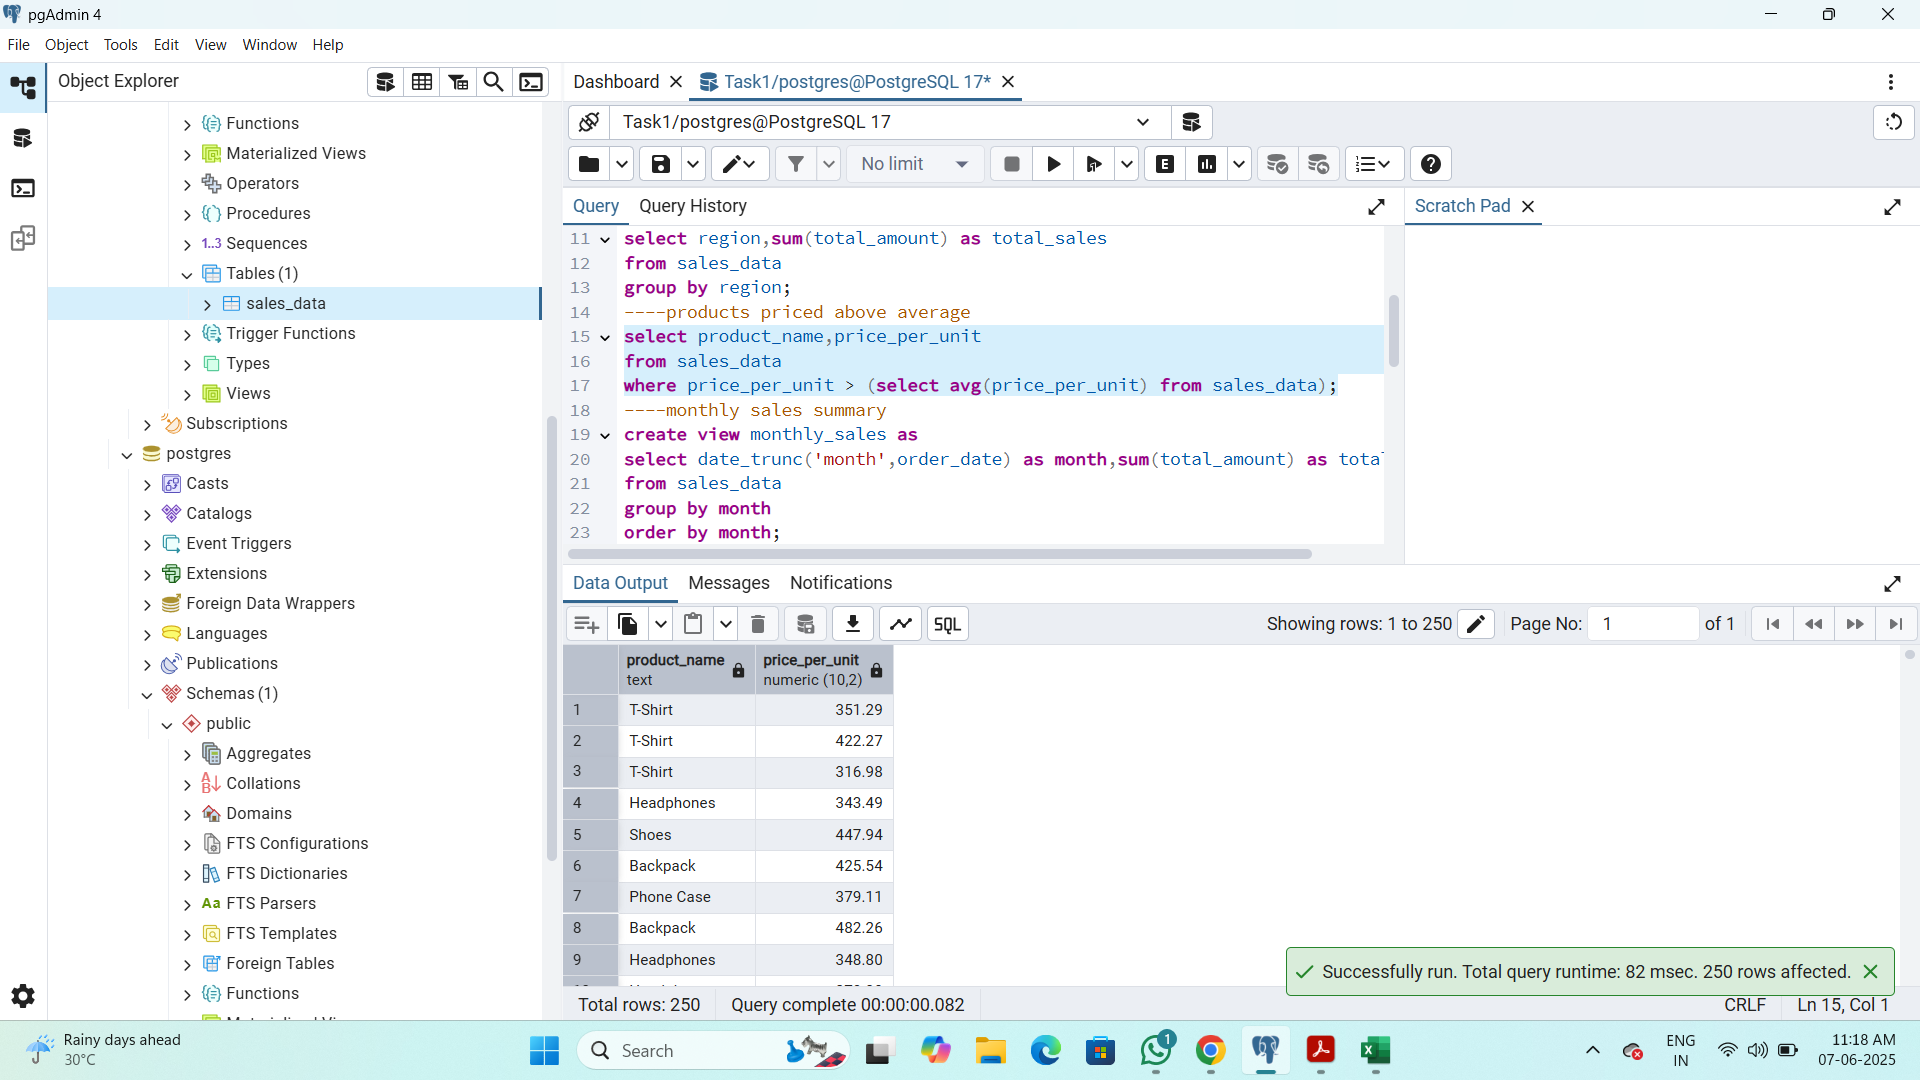 pgAdmin 4
File Object Tools Edit View Window Help
Object Explorer
Functions
Materialized Views
Operators
Procedures
1..3 Sequences
Tables (1)
sales_data
Trigger Functions
Types
Views
Subscriptions
postgres
Casts
Catalogs
Event Triggers
Extensions
Foreign Data Wrappers
Languages
Publications
Schemas (1)
public
Aggregates
Collations
Domains
FTS Configurations
FTS Dictionaries
Aa FTS Parsers
FTS Templates
Foreign Tables
Functions
Dashboard Task1/postgres@PostgreSQL 17*
Task1/postgres@PostgreSQL 17
No limit E
Query Query History
Scratch Pad
11 select region,sum(total_amount) as total_sales
12 from sales_data
13 group by region;
14 ----products priced above average
15 select product_name,price_per_unit
16 from sales_data
17 where price_per_unit > (select avg(price_per_unit) from sales_data);
18 ----monthly sales summary
19 create view monthly_sales as
20 select date_trunc('month',order_date) as month,sum(total_amount) as total
21 from sales_data
22 group by month
23 order by month;
Data Output Messages Notifications
SQL Showing rows: 1 to 250 Page No: 1 of 1
product_name text price_per_unit numeric (10,2)
1 T-Shirt 351.29
2 T-Shirt 422.27
3 T-Shirt 316.98
4 Headphones 343.49
5 Shoes 447.94
6 Backpack 425.54
7 Phone Case 379.11
8 Backpack 482.26
9 Headphones 348.80
Successfully run. Total query runtime: 82 msec. 250 rows affected.
Total rows: 250 Query complete 00:00:00.082 CRLF Ln 15, Col 1
Rainy days ahead
30°C
Search
1
ENG
IN
11:18 AM
07-06-2025